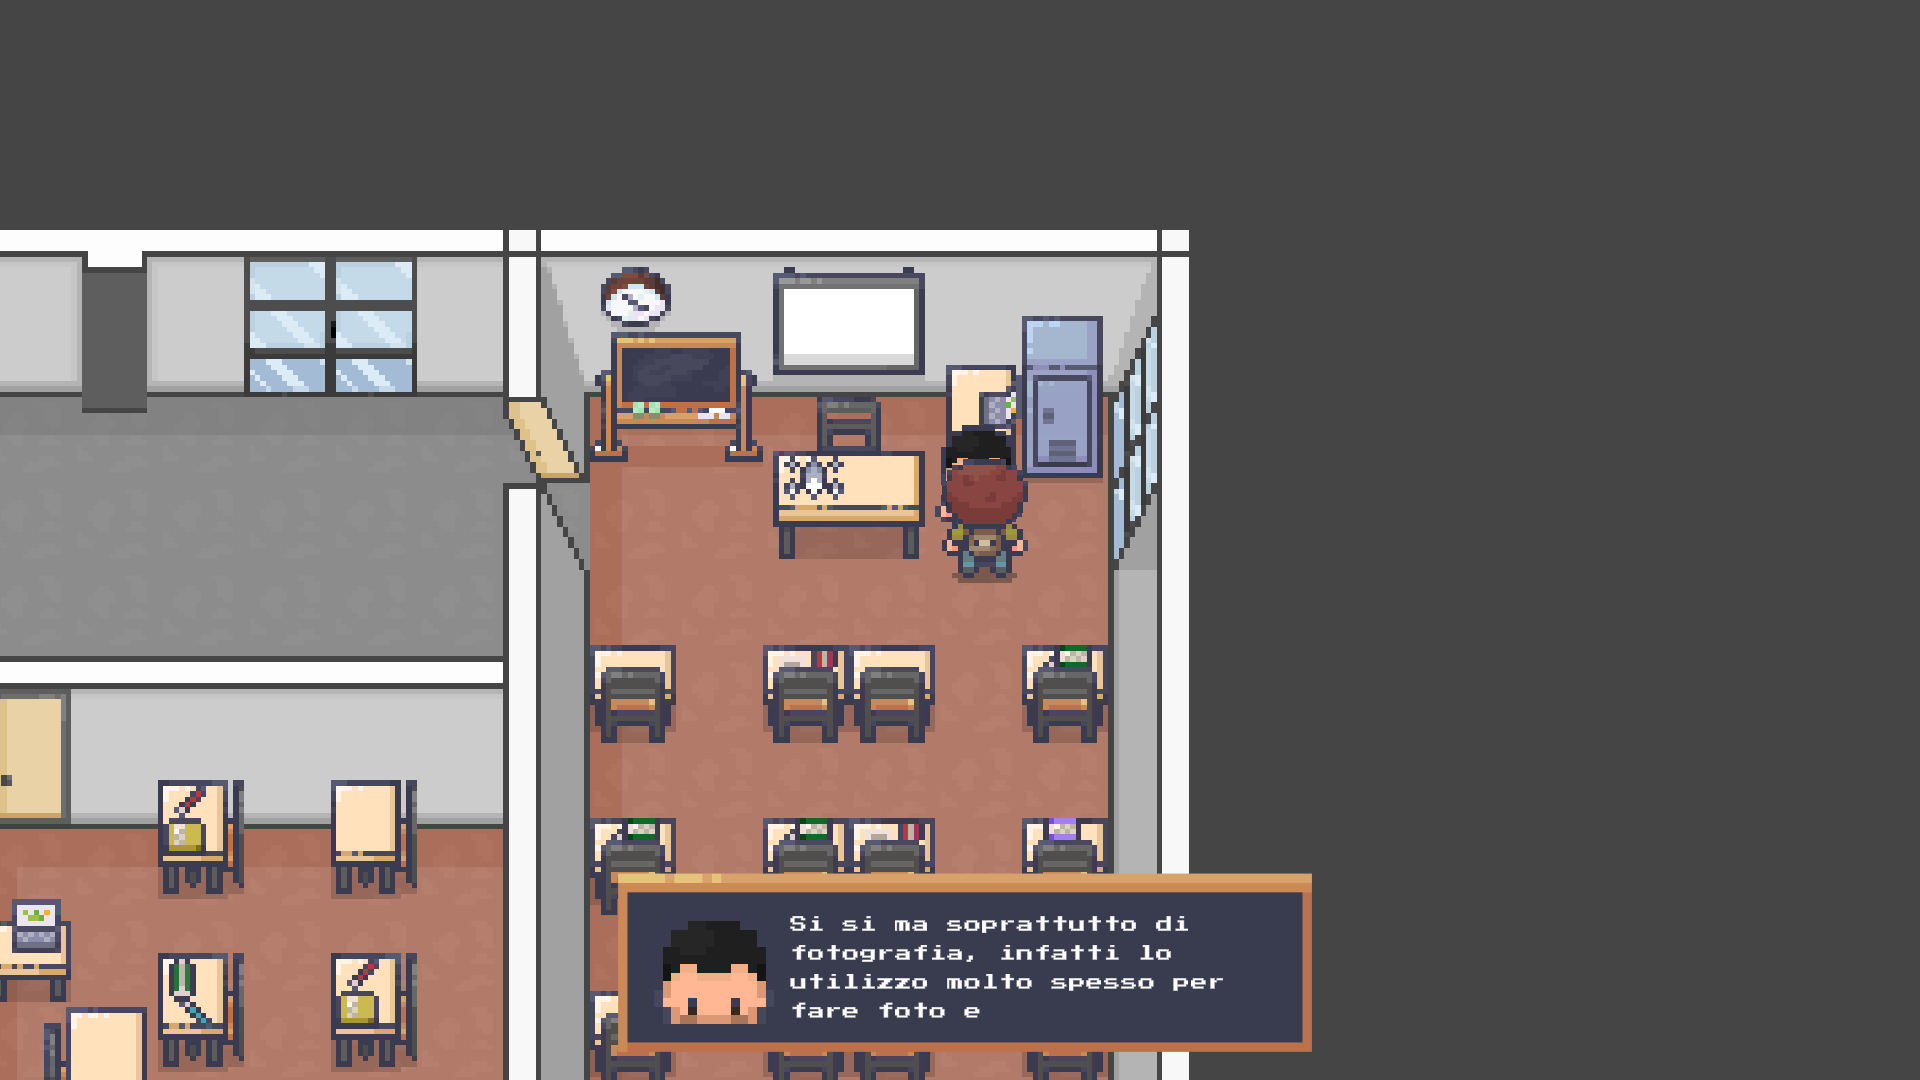 Si si ma soprattutto di
fotografia, infatti lo
utilizzo molto spesso per
fare foto e